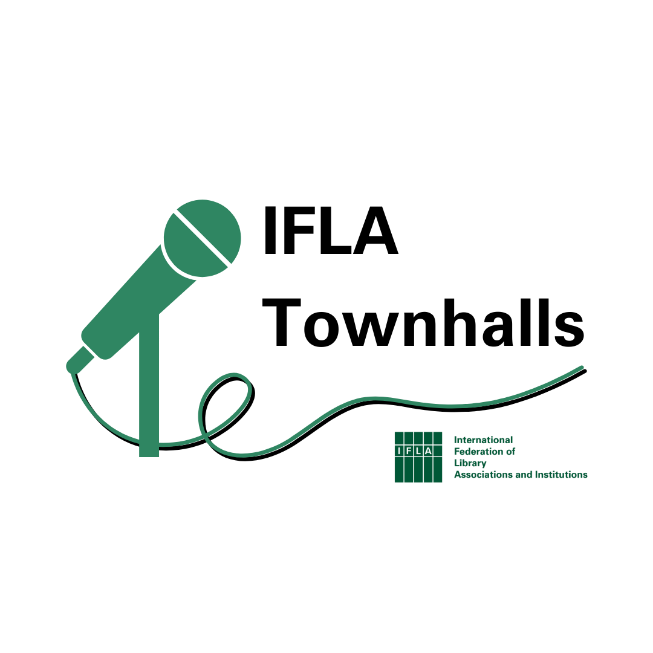 IFLA
Townhalls
IFLA
International
Federation of
Library
Associations and Institutions